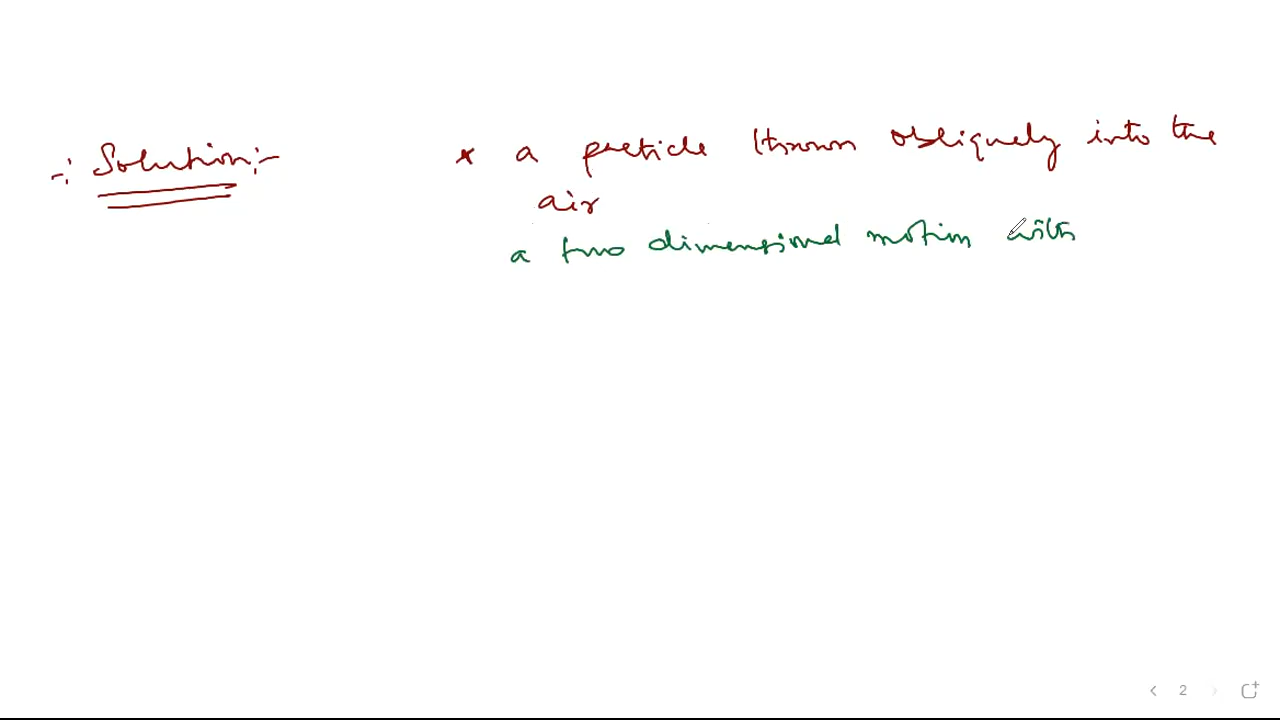 -: Solution :-
* a particle thrown obliquely into the
air
a two dimensional motion with
2